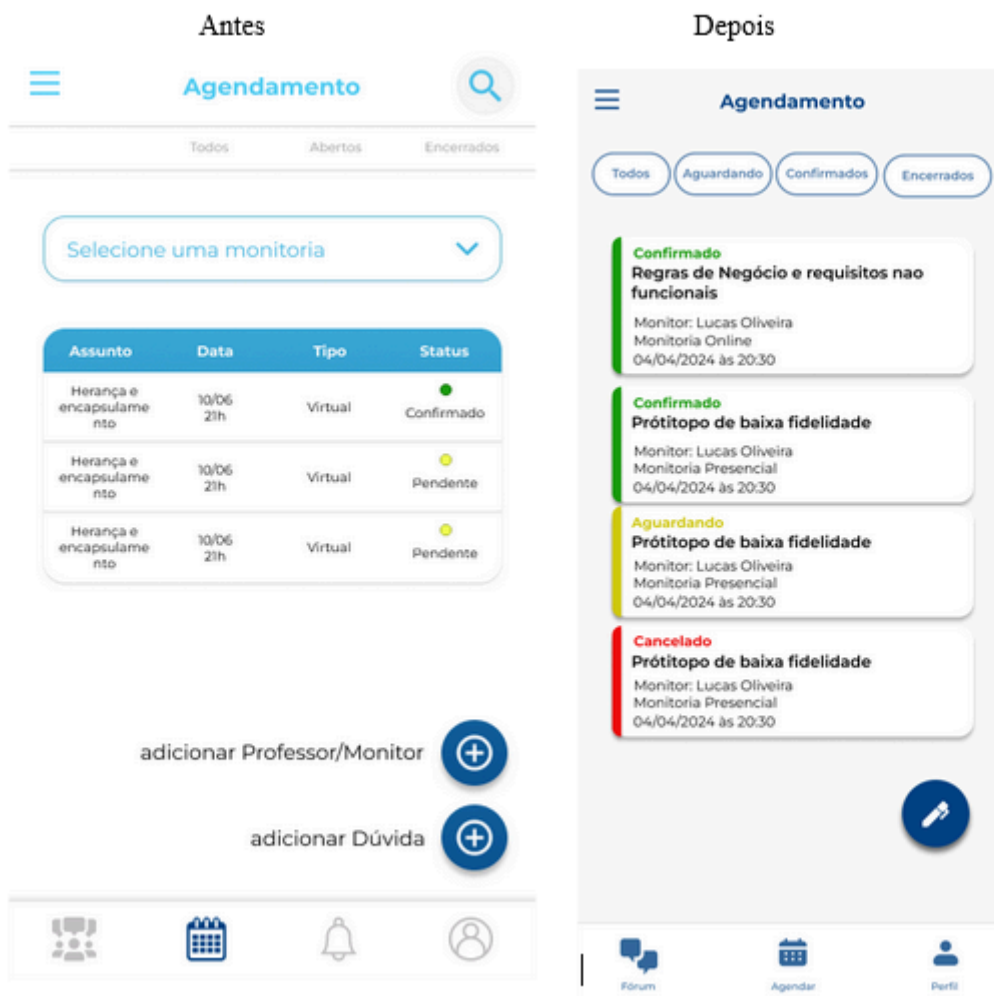 Antes
Agendamento
Todos Abertos Encerrados
Selecione uma monitoria
Assunto Data Tipo Status
Herança e
encapsulame
nto
10/06
21h
Virtual
Confirmado
Herança e
encapsulame
nto
10/06
21h
Virtual
Pendente
Herança e
encapsulame
nto
10/06
21h
Virtual
Pendente
adicionar Professor/Monitor
adicionar Dúvida
Depois
Agendamento
Todos Aguardando Confirmados Encerrados
Confirmado
Regras de Negócio e requisitos nao
funcionais
Monitor: Lucas Oliveira
Monitoria Online
04/04/2024 às 20:30
Confirmado
Prótitopo de baixa fidelidade
Monitor: Lucas Oliveira
Monitoria Presencial
04/04/2024 às 20:30
Aguardando
Prótitopo de baixa fidelidade
Monitor: Lucas Oliveira
Monitoria Presencial
04/04/2024 às 20:30
Cancelado
Prótitopo de baixa fidelidade
Monitor: Lucas Oliveira
Monitoria Presencial
04/04/2024 às 20:30
Fórum Agendar Perfil